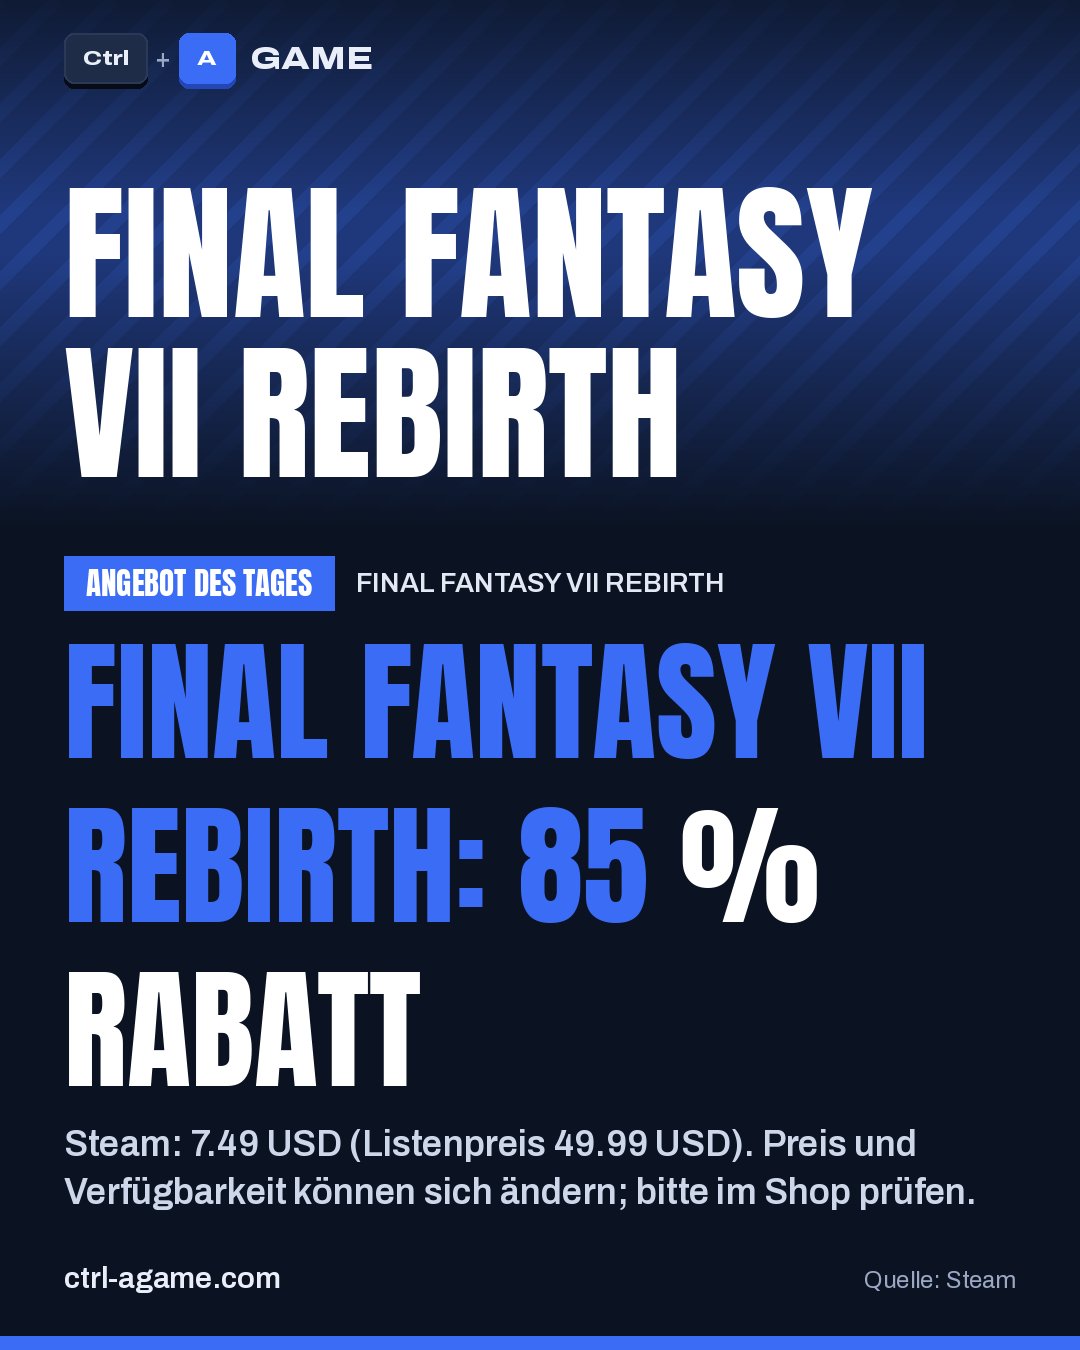 Ctrl + A GAME
FINAL FANTASY
VII REBIRTH
ANGEBOT DES TAGES FINAL FANTASY VII REBIRTH
FINAL FANTASY VII
REBIRTH: 85 %
RABATT
Steam: 7.49 USD (Listenpreis 49.99 USD). Preis und
Verfügbarkeit können sich ändern; bitte im Shop prüfen.
ctrl-agame.com Quelle: Steam